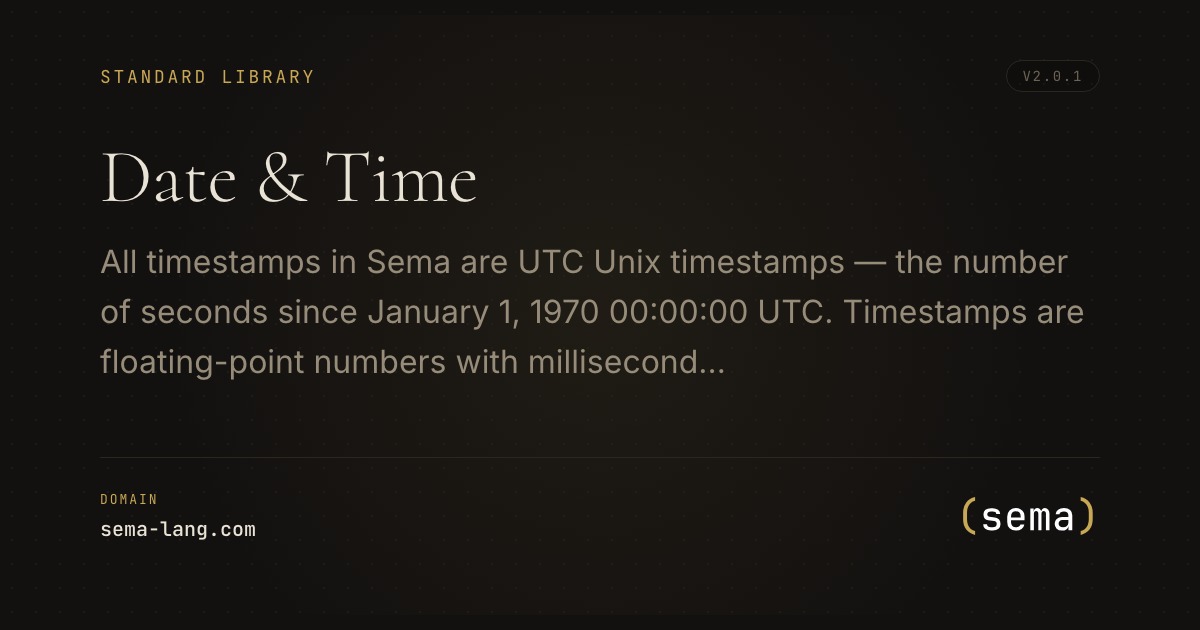 STANDARD LIBRARY
V2.0.1
Date & Time
All timestamps in Sema are UTC Unix timestamps — the number
of seconds since January 1, 1970 00:00:00 UTC. Timestamps are
floating-point numbers with millisecond...
DOMAIN
sema-lang.com
(sema)